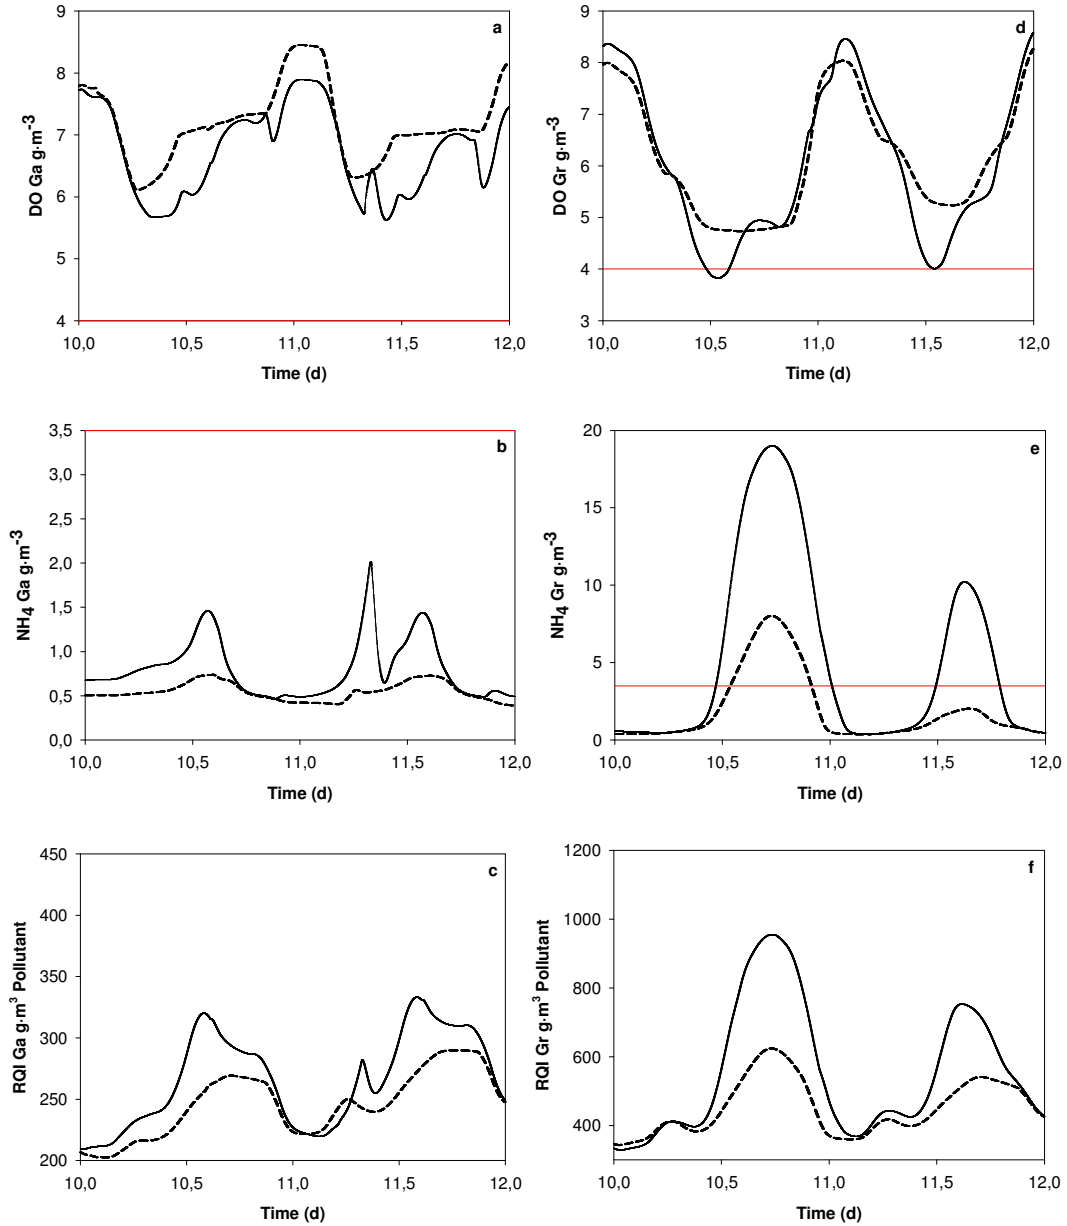 a
DO Ga g·m-3
9
8
7
6
5
4
10,0 10,5 11,0 11,5 12,0
Time (d)
d
DO Gr g·m-3
9
8
7
6
5
4
3
10,0 10,5 11,0 11,5 12,0
Time (d)
b
NH4 Ga g·m-3
3,5
3,0
2,5
2,0
1,5
1,0
0,5
0,0
10,0 10,5 11,0 11,5 12,0
Time (d)
e
NH4 Gr g·m-3
20
15
10
5
0
10,0 10,5 11,0 11,5 12,0
Time (d)
c
RQI Ga g·m3 Pollutant
450
400
350
300
250
200
10,0 10,5 11,0 11,5 12,0
Time (d)
f
RQI Gr g·m3 Pollutant
1200
1000
800
600
400
10,0 10,5 11,0 11,5 12,0
Time (d)